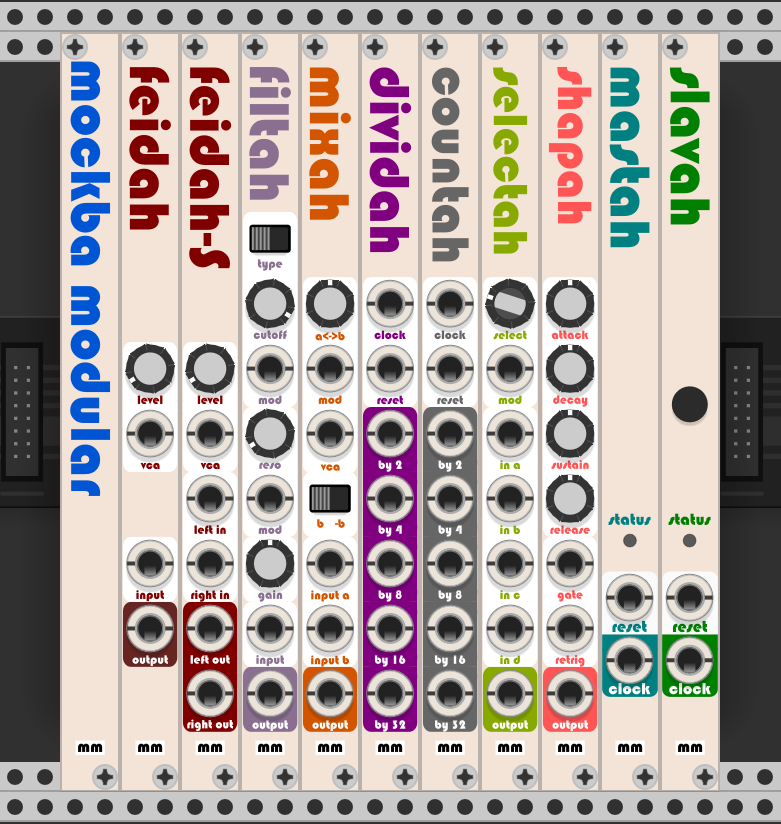 mockba modular
mm
feidah
level
vca
input
output
mm
feidah-s
level
vca
left in
right in
left out
right out
mm
filtah
type
cutoff
mod
reso
mod
gain
input
output
mm
mixah
a<->b
mod
vca
b -b
input a
input b
output
mm
dividah
clock
reset
by 2
by 4
by 8
by 16
by 32
mm
countah
clock
reset
by 2
by 4
by 8
by 16
by 32
mm
selectah
select
mod
in a
in b
in c
in d
output
mm
shapah
attack
decay
sustain
release
gate
retrig
output
mm
mastah
status
reset
clock
mm
slavah
status
reset
clock
mm